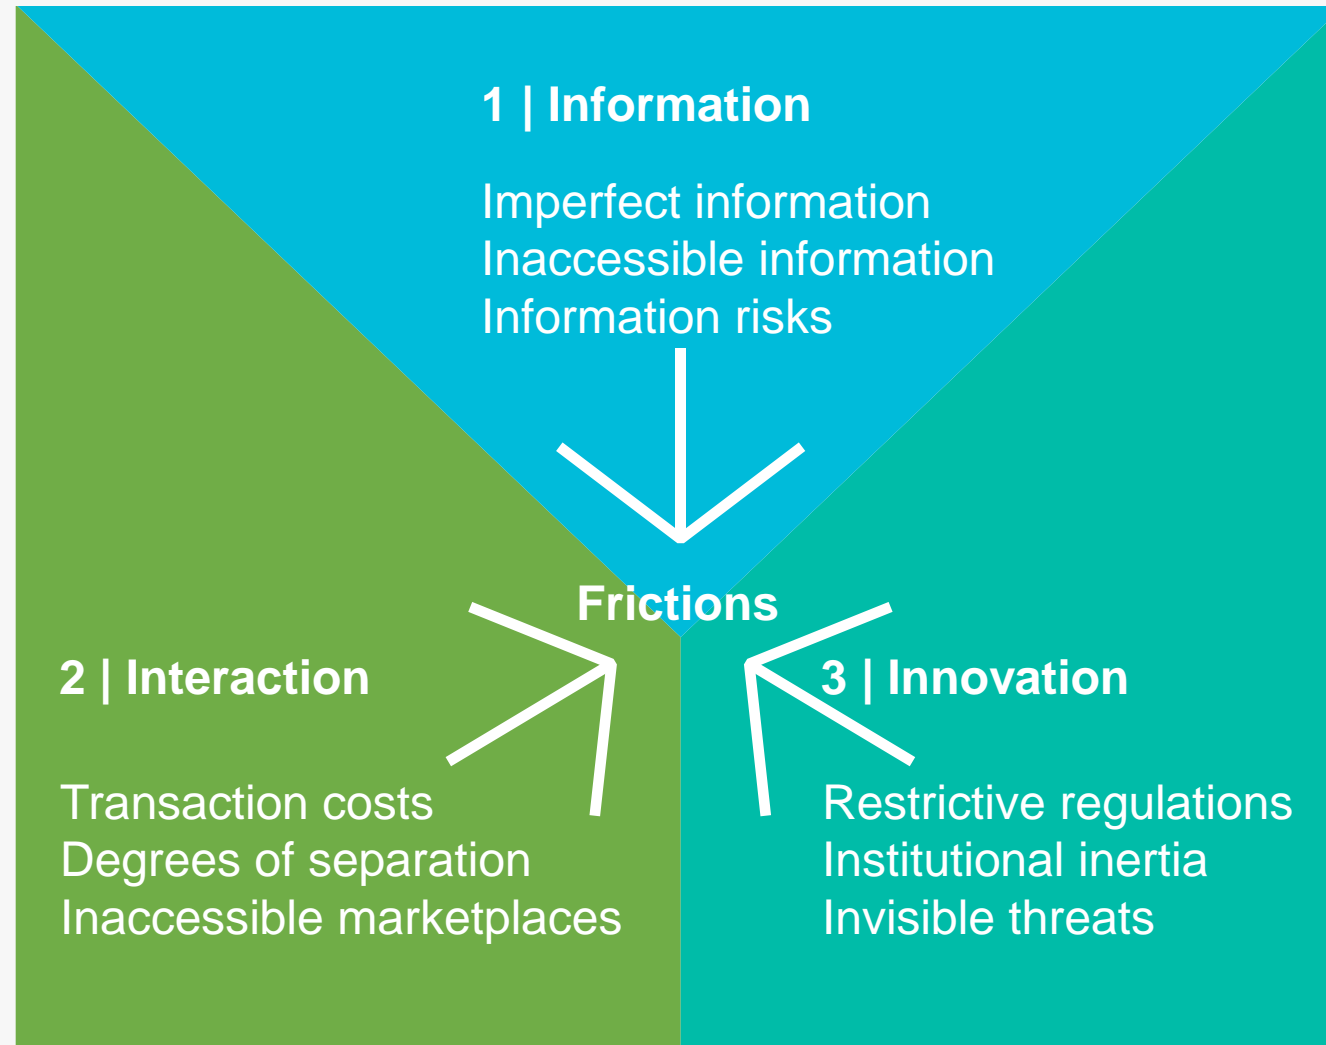 1 | Information
Imperfect information
Inaccessible information
Information risks
Frictions
2 | Interaction
Transaction costs
Degrees of separation
Inaccessible marketplaces
3 | Innovation
Restrictive regulations
Institutional inertia
Invisible threats